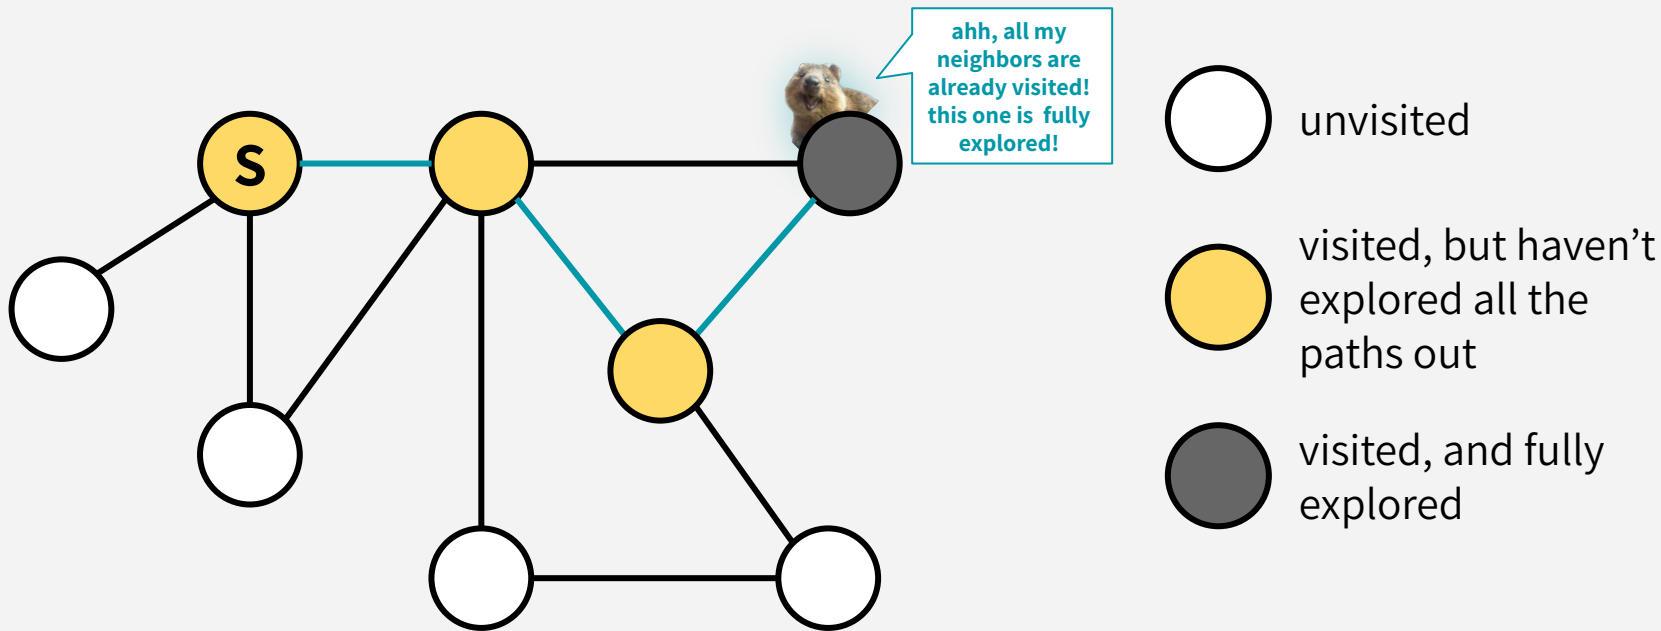 ahh, all my
neighbors are
already visited!
this one is fully
explored!
S
unvisited
visited, but haven’t
explored all the
paths out
visited, and fully
explored